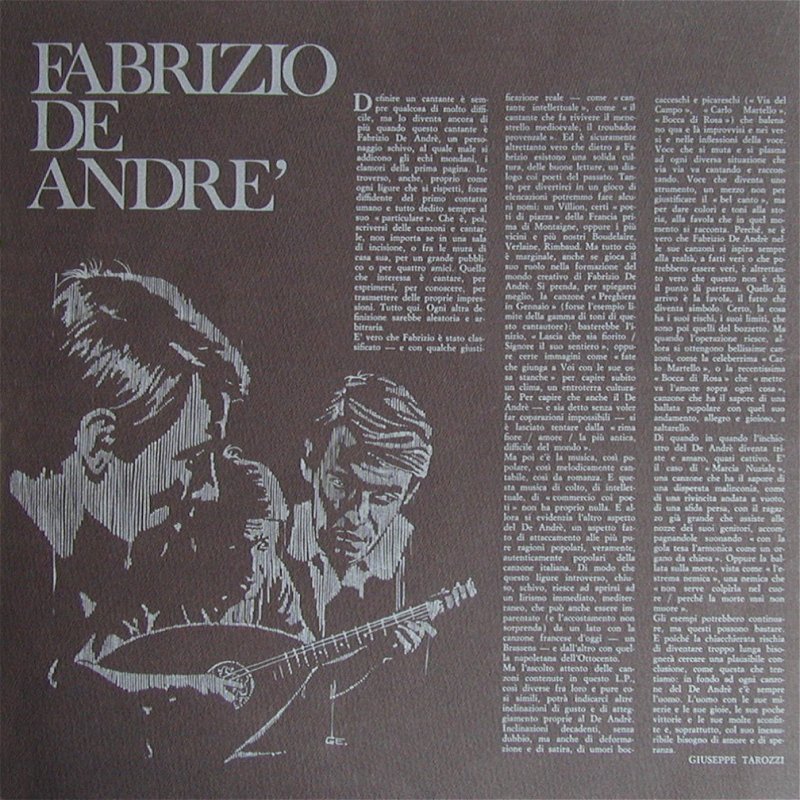 FABRIZIO
DE
ANDRE'
Definire un cantante è sem-
pre qualcosa di molto diffi-
cile, ma lo diventa ancora di
più quando questo cantante è
Fabrizio De Andrè, un perso-
naggio schivo, al quale male si
addicono gli echi mondani, i
clamori della prima pagina. In-
troverso, anche, proprio come
ogni ligure che si rispetti, forse
diffidente del primo contatto
umano e tutto dedito sempre al
suo « particolare ». Che è, poi,
scriversi delle canzoni e cantar-
le, non importa se in una sala
di incisione, o fra le mura di
casa sua, per un grande pubbli-
co o per quattro amici. Quello
che interessa è cantare, per
esprimersi, per conoscere, per
trasmettere delle proprie impres-
sioni. Tutto qui. Ogni altra de-
finizione sarebbe aleatoria e ar-
bitraria
E' vero che Fabrizio è stato clas-
sificato — e con qualche giusti-
ficazione reale — come « can-
tante intellettuale », come « il
cantante che fa rivivere il mene-
strello medioevale, il troubador
provenzale ». Ed è sicuramente
altrettanto vero che dietro a Fa-
brizio esistono una solida cul-
tura, delle buone letture, un dia-
logo coi poeti del passato. Tan-
to per divertirci in un gioco di
elencazioni potremmo fare alcu-
ni nomi: un Villion, certi « poe-
ti di piazza » della Francia pri-
ma di Montaigne, oppure i più
vicini e più nostri Boudelaire,
Verlaine, Rimbaud. Ma tutto ciò
è marginale, anche se gioca il
suo ruolo nella formazione del
mondo creativo di Fabrizio De
Andrè. Si prenda, per spiegarci
meglio, la canzone « Preghiera
in Gennaio » (forse l'esempio li-
mite della gamma di toni di que-
sto cantautore): basterebbe l'i-
nizio, « Lascia che sia fiorito /
Signore il suo sentiero », oppu-
re certe immagini come « fate
che giunga a Voi con le sue os-
sa stanche » per capire subito
un clima, un entroterra cultura-
le. Per capire che anche il De
Andrè — e sia detto senza voler
far coparazioni impossibili — si
è lasciato tentare dalla « rima
fiore / amore / la più antica,
difficile del mondo ».
Ma poi c'è la musica, così po-
polare, così melodicamente can-
tabile, così da romanza. E que-
sta musica di colto, di intellet-
tuale, di « commercio coi poe-
ti » non ha proprio nulla. E al-
lora si evidenzia l'altro aspetto
del De Andrè, un aspetto fat-
to di attaccamento alle più po-
re ragioni popolari, veramente,
autenticamente popolari della
canzone italiana. Di modo che
questo ligure introverso, chiu-
so, schivo, riesce ad aprirsi ad
un lirismo immediato, mediter-
raneo, che può anche essere im-
parentato (e l'accostamento non
sorprenda) da un lato con la
canzone francese d'oggi — un
Brassens — e dall'altro con quel-
la napoletana dell'Ottocento.
Ma l'ascolto attento delle can-
zoni contenute in questo L.P.,
così diverse fra loro e pure co-
sì simili, potrà indicarci altre
inclinazioni di gusto e di atteg-
giamento proprie al De Andrè.
Inclinazioni decadenti, senza
dubbio, ma anche di deforma-
zione e di satira, di umori boc-
cacceschi e picareschi (« Via del
Campo », « Carlo Martello »,
« Bocca di Rosa ») che balena-
no qua e là improvvisi e nei ver-
si e nelle inflessioni della voce.
Voce che si muta e si plasma
ad ogni diversa situazione che
via via va cantando e raccon-
tando. Voce che diventa uno
strumento, un mezzo non per
giustificare il « bel canto », ma
per dare colori e toni alla sto-
ria, alla favola che in quel mo-
mento si racconta. Perché, se è
vero che Fabrizio De Andrè nel-
le sue canzoni si ispira sempre
alla realtà, a fatti veri o che po-
trebbero essere veri, è altrettan-
to vero che questo non è che
il punto di partenza. Quello di
arrivo è la favola, il fatto che
diventa simbolo. Certo, la cosa
ha i suoi rischi, i suoi limiti, che
sono poi quelli del bozzetto. Ma
quando l'operazione riesce, al-
lora si ottengono bellissime can-
zoni, come la celeberrima « Car-
lo Martello », o la recentissima
« Bocca di Rosa » che « mette-
va l'amore sopra ogni cosa »,
canzone che ha il sapore di una
ballata popolare con quel suo
andamento, allegro e gioioso, a
saltarello.
Di quando in quando l'inchio-
stro del De Andrè diventa tri-
ste e amaro, quasi cattivo. E'
il caso di « Marcia Nuziale »,
una canzone che ha il sapore di
una disperata malinconia, come
di una rivincita andata a vuoto,
di una sfida persa, con il ragaz-
zo già grande che assiste alle
nozze dei suoi genitori, accom-
pagnandole suonando « con la
gola tesa l'armonica come un or-
gano da chiesa ». Oppure la bal-
lata sulla morte, vista come « l'e-
strema nemica », una nemica che
« non serve colpirla nel cuo-
re / perché la morte mai non
muore ».
Gli esempi potrebbero continua-
re, ma questi possono bastare.
E poiché la chiacchierata rischia
di diventare troppo lunga biso-
gnerà cercare una plausibile con-
clusione, come questa che ten-
tiamo: in fondo ad ogni canzo-
ne del De Andrè c'è sempre
l'uomo. L'uomo con le sue mi-
serie e le sue gioie, le sue poche
vittorie e le sue molte sconfit-
te e, soprattutto, col suo inesau-
ribile bisogno di amore e di spe-
ranza.
GIUSEPPE TAROZZI
GE.